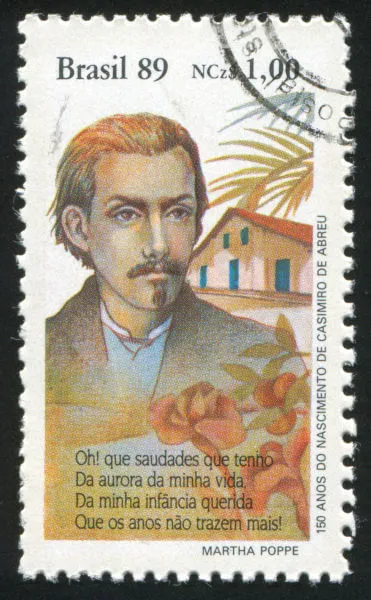 Brasil 89 NCz$ 1,00
150 ANOS DO NASCIMENTO DE CASIMIRO DE ABREU
Oh! que saudades que tenho
Da aurora da minha vida,
Da minha infância querida
Que os anos não trazem mais!
MARTHA POPPE